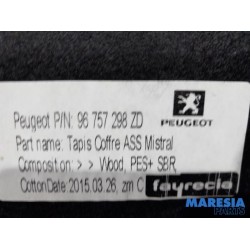 Peugeot P/N: 96 757 298 ZD
PEUGEOT
Part name: Tapis Coffre ASS Mistral
Composition: > > Wood, PES+ SBR
CottonDate 2015.03.26, zm C
MARESIA
PARTS